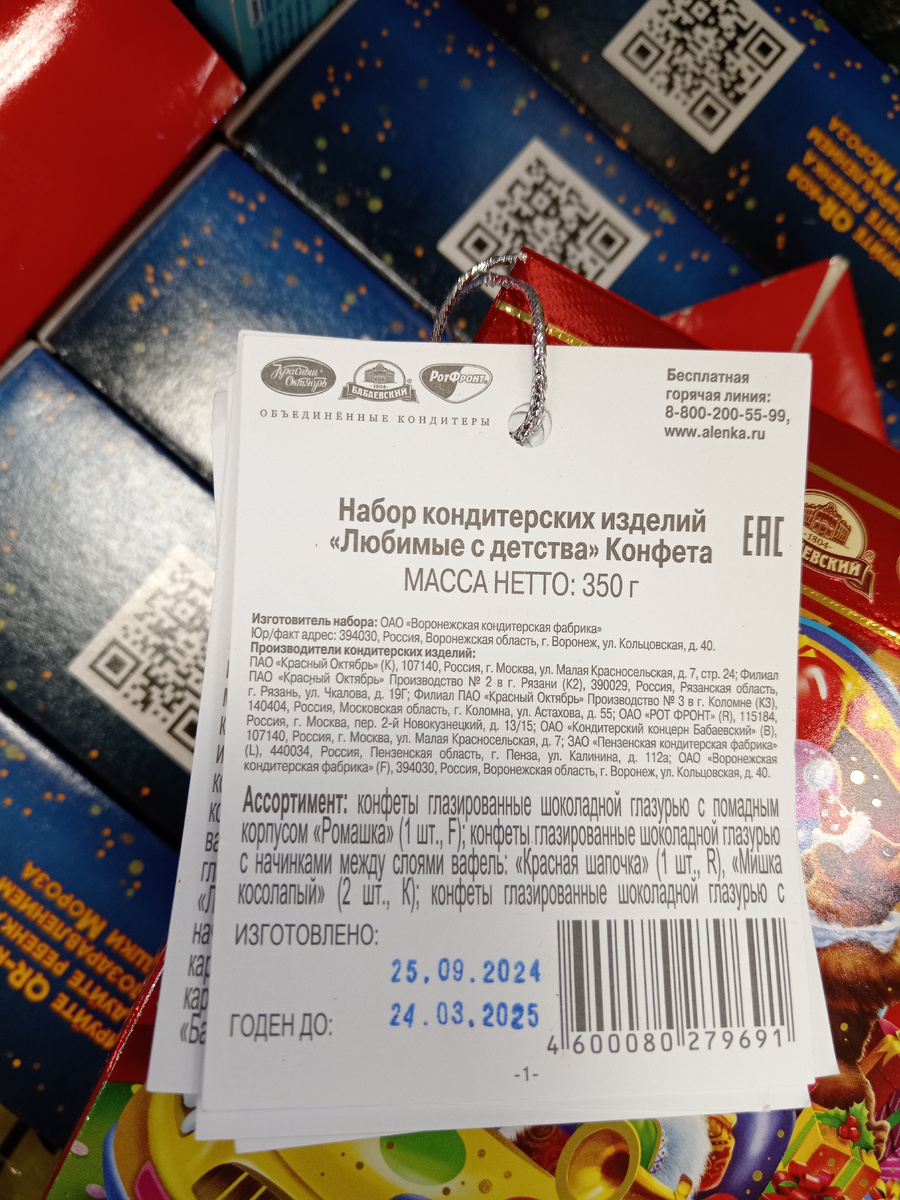 Красный
Октябрь
1804
БАБАЕВСКИЙ
РотФронт
ОБЪЕДИНЁННЫЕ КОНДИТЕРЫ
Бесплатная
горячая линия:
8-800-200-55-99,
www.alenka.ru
Набор кондитерских изделий
«Любимые с детства» Конфета
МАССА НЕТТО: 350 г
EAC
Изготовитель набора: ОАО «Воронежская кондитерская фабрика»
Юр/факт адрес: 394030, Россия, Воронежская область, г. Воронеж, ул. Кольцовская, д. 40.
Производители кондитерских изделий:
ПАО «Красный Октябрь» (К), 107140, Россия, г. Москва, ул. Малая Красносельская, д. 7, стр. 24; Филиал
ПАО «Красный Октябрь» Производство № 2 в г. Рязани (К2), 390029, Россия, Рязанская область,
г. Рязань, ул. Чкалова, д. 19Г; Филиал ПАО «Красный Октябрь» Производство № 3 в г. Коломне (КЗ),
140404, Россия, Московская область, г. Коломна, ул. Астахова, д. 55; ОАО «РОТ ФРОНТ» (R), 115184,
Россия, г. Москва, пер. 2-й Новокузнецкий, д. 13/15; ОАО «Кондитерский концерн Бабаевский» (В),
107140, Россия, г. Москва, ул. Малая Красносельская, д. 7; ЗАО «Пензенская кондитерская фабрика»
(L), 440034, Россия, Пензенская область, г. Пенза, ул. Калинина, д. 112а; ОАО «Воронежская
кондитерская фабрика» (F), 394030, Россия, Воронежская область, г. Воронеж, ул. Кольцовская, д. 40.
Ассортимент: конфеты глазированные шоколадной глазурью с помадным
корпусом «Ромашка» (1 шт., F); конфеты глазированные шоколадной глазурью
с начинками между слоями вафель: «Красная шапочка» (1 шт., R), «Мишка
косолапый» (2 шт., К); конфеты глазированные шоколадной глазурью с
ИЗГОТОВЛЕНО:
25.09.2024
ГОДЕН ДО:
24.03.2025
4 600080 279691
-1-
1804
ЕВСКИЙ
QR-
МОРОЗА